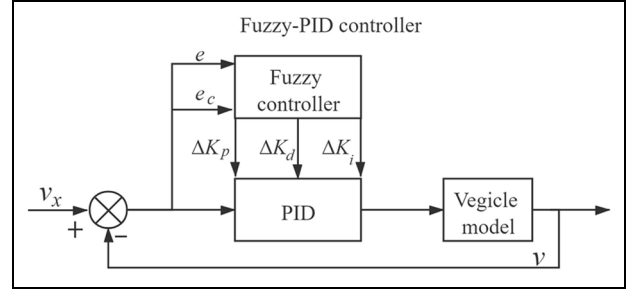 Fuzzy-PID controller
e
Fuzzy
controller
e_c
ΔK_p
ΔK_d
ΔK_i
v_x
+
−
PID
Vegicle
model
v